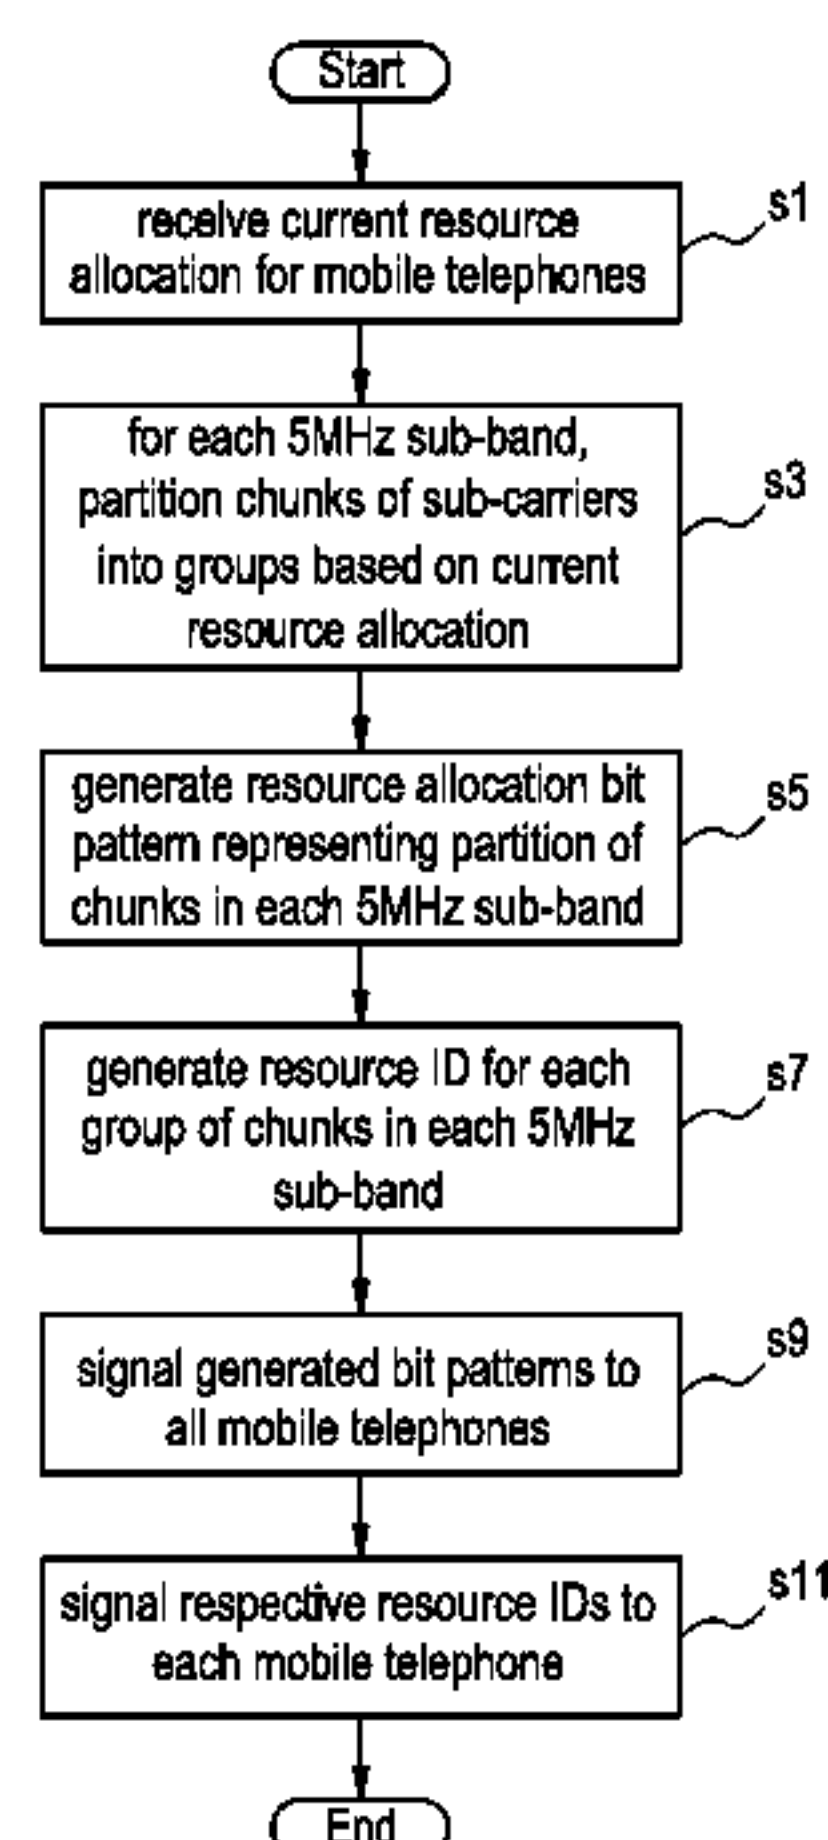 Start
receive current resource
allocation for mobile telephones
s1
for each 5MHz sub-band,
partition chunks of sub-carriers
into groups based on current
resource allocation
s3
generate resource allocation bit
pattern representing partition of
chunks in each 5MHz sub-band
s5
generate resource ID for each
group of chunks in each 5MHz
sub-band
s7
signal generated bit patterns to
all mobile telephones
s9
signal respective resource IDs to
each mobile telephone
s11
End